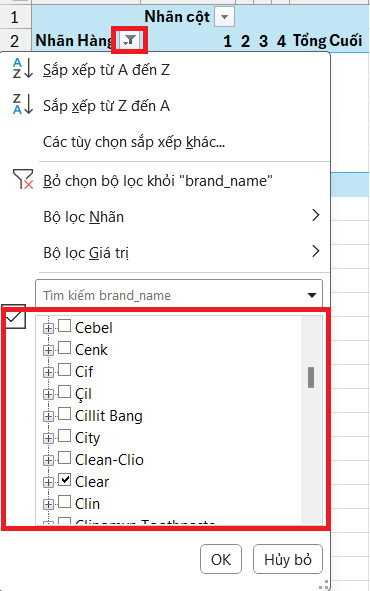 1 Nhãn cột
2 Nhãn Hàng 1 2 3 4 Tổng Cuối
Sắp xếp từ A đến Z
Sắp xếp từ Z đến A
Các tùy chọn sắp xếp khác...
Bỏ chọn bộ lọc khỏi "brand_name"
Bộ lọc Nhãn
Bộ lọc Giá trị
Tìm kiếm brand_name
Cebel
Cenk
Cif
Çil
Cillit Bang
City
Clean-Clio
Clear
Clin
OK Hủy bỏ